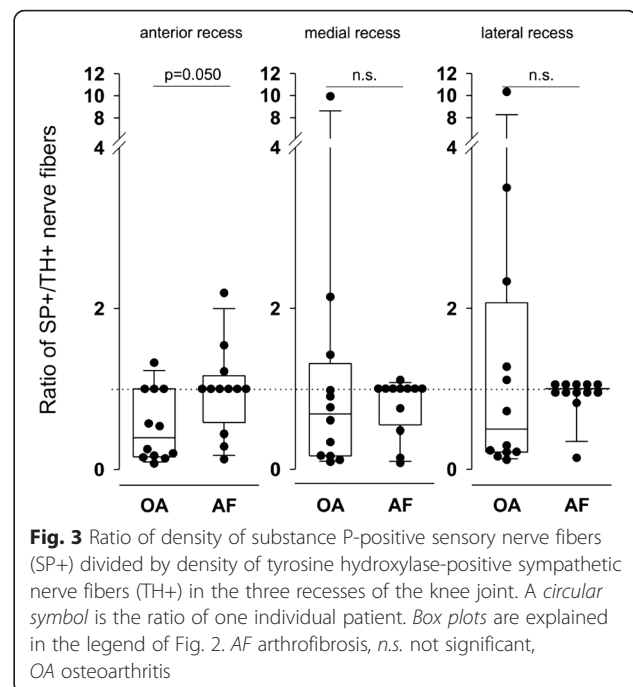 anterior recess medial recess lateral recess
p=0.050 n.s. n.s.
Ratio of SP+/TH+ nerve fibers
12 12 12
10 10 10
8 8 8
4 4 4
2 2 2
0 0 0
OA AF OA AF OA AF
Fig. 3 Ratio of density of substance P-positive sensory nerve fibers
(SP+) divided by density of tyrosine hydroxylase-positive sympathetic
nerve fibers (TH+) in the three recesses of the knee joint. A circular
symbol is the ratio of one individual patient. Box plots are explained
in the legend of Fig. 2. AF arthrofibrosis, n.s. not significant,
OA osteoarthritis